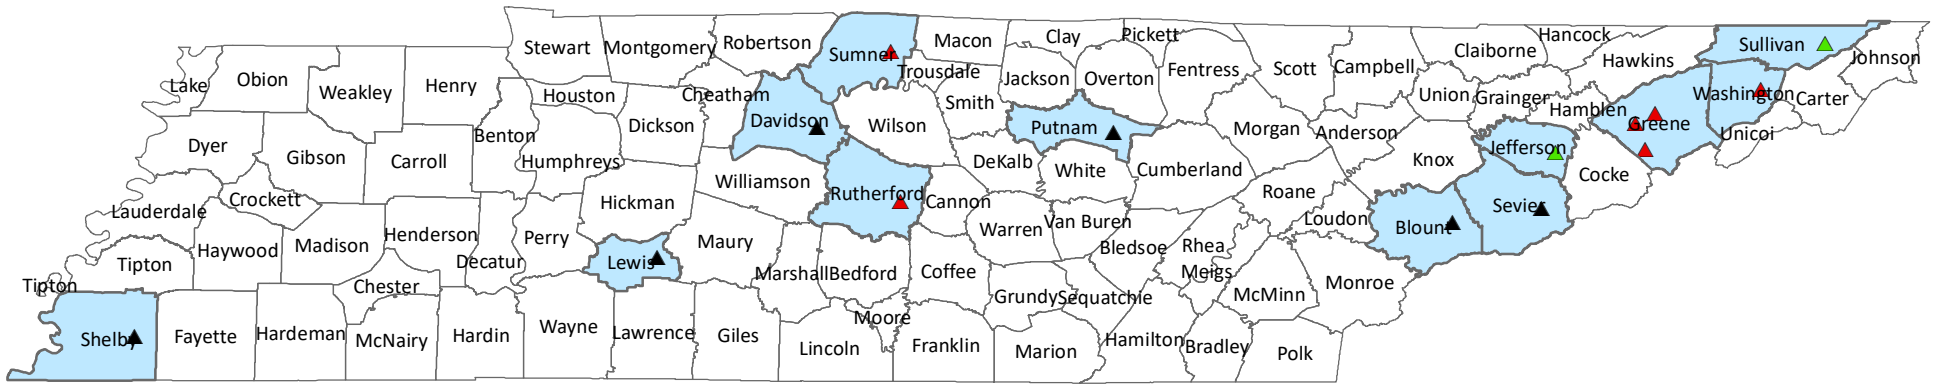 Stewart
Montgomery
Robertson
Sumner
Macon
Clay
Pickett
Trousdale
Jackson
Overton
Fentress
Scott
Campbell
Claiborne
Hancock
Hawkins
Sullivan
Johnson
Lake
Obion
Weakley
Henry
Houston
Cheatham
Smith
Union
Grainger
Hamblen
Washington
Carter
Dyer
Gibson
Carroll
Benton
Humphreys
Dickson
Davidson
Wilson
Putnam
Morgan
Anderson
Greene
Unicoi
Jefferson
Knox
Cocke
Lauderdale
Crockett
Hickman
Williamson
Rutherford
Cannon
DeKalb
White
Cumberland
Roane
Loudon
Blount
Sevier
Tipton
Haywood
Madison
Henderson
Decatur
Perry
Lewis
Maury
Warren
Van Buren
Bledsoe
Rhea
Meigs
Tipton
Chester
Marshall
Bedford
Coffee
Grundy
Sequatchie
McMinn
Monroe
Shelby
Fayette
Hardeman
McNairy
Hardin
Wayne
Lawrence
Giles
Moore
Lincoln
Franklin
Marion
Hamilton
Bradley
Polk